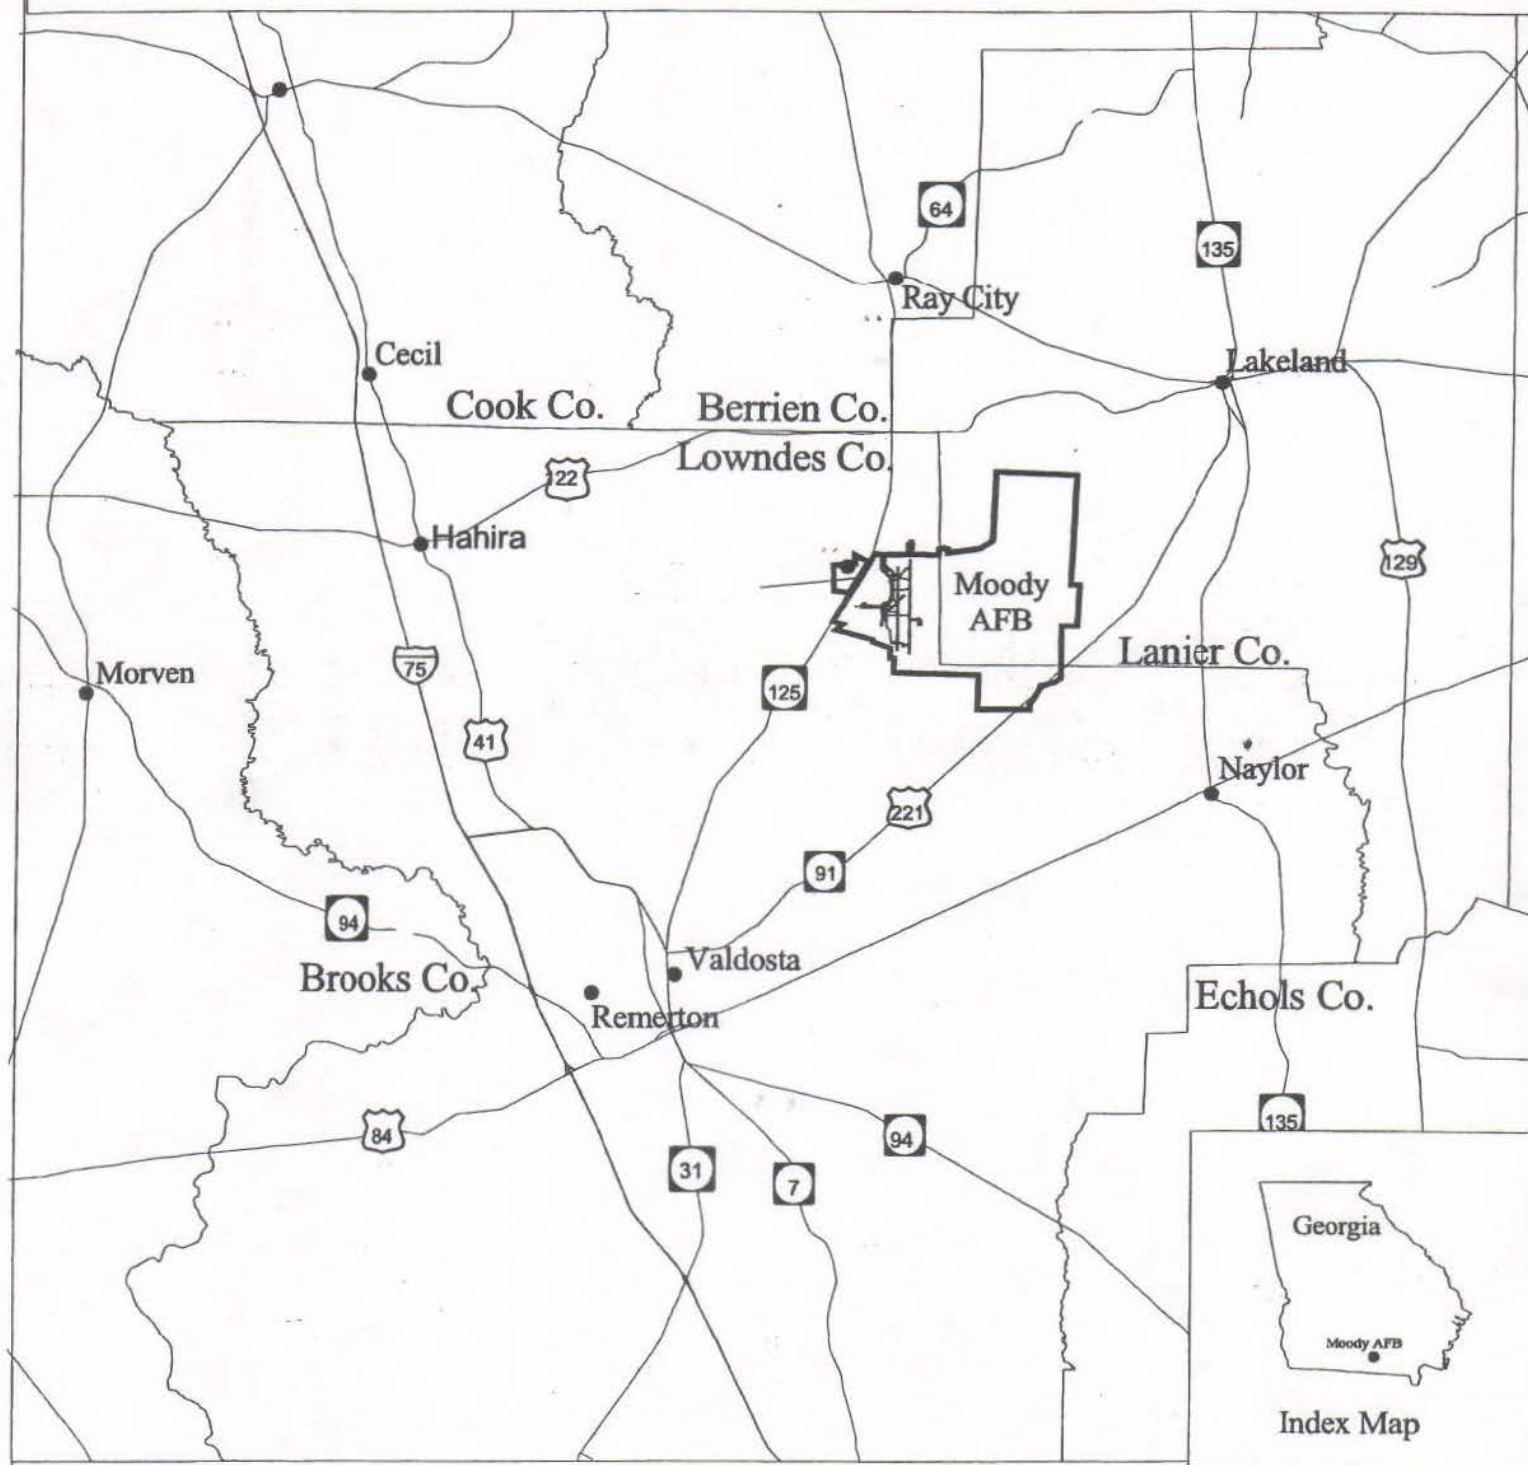 64
135
Ray City
Cecil
Lakeland
Cook Co.
Berrien Co.
Lowndes Co.
122
Hahira
129
Moody
AFB
Lanier Co.
75
Morven
125
41
Naylor
221
91
94
Valdosta
Brooks Co.
Echols Co.
Remerton
84
135
94
31
7
Georgia
Moody AFB
Index Map